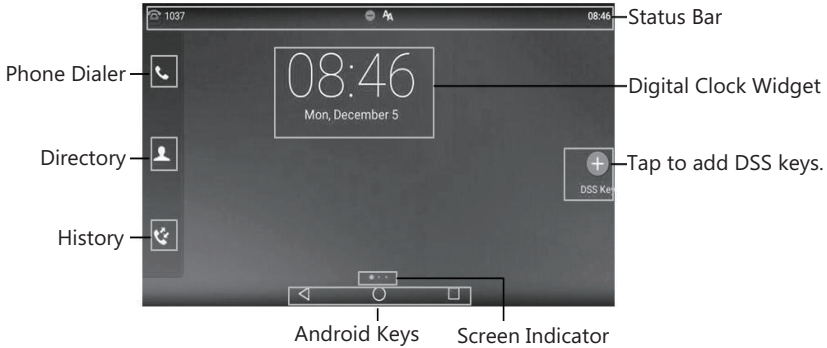 1037
08:46
Status Bar
Phone Dialer
08:46
Mon, December 5
Digital Clock Widget
Directory
Tap to add DSS keys.
DSS Key
History
Android Keys
Screen Indicator